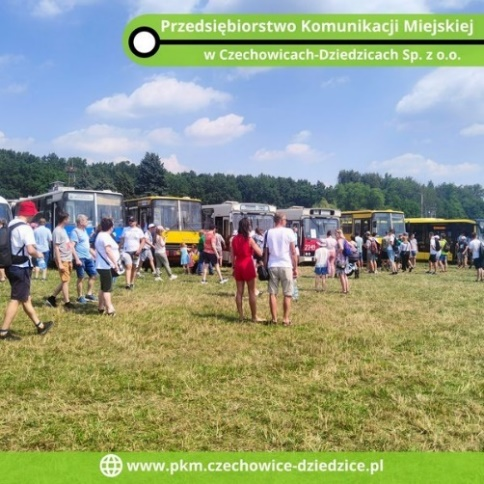 Przedsiębiorstwo Komunikacji Miejskiej
w Czechowicach-Dziedzicach Sp. z o.o.
www.pkm.czechowice-dziedzice.pl